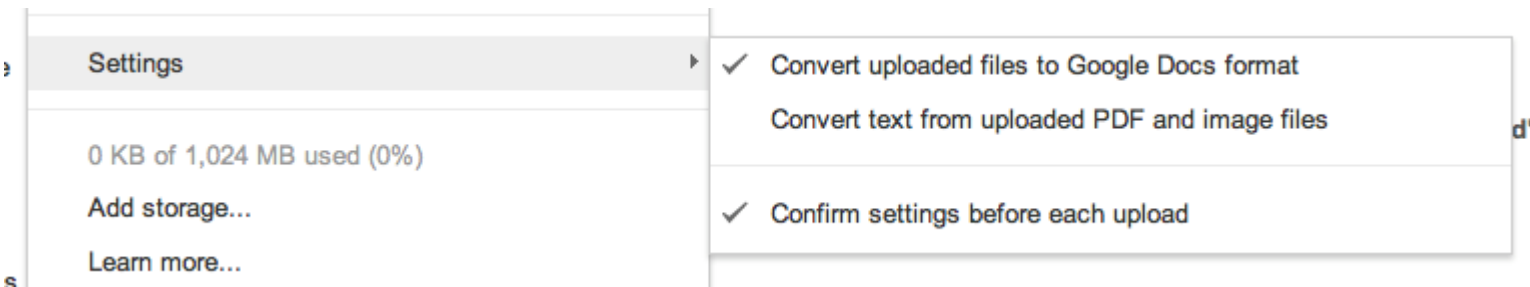 Settings
Convert uploaded files to Google Docs format
Convert text from uploaded PDF and image files
Confirm settings before each upload
0 KB of 1,024 MB used (0%)
Add storage...
Learn more...